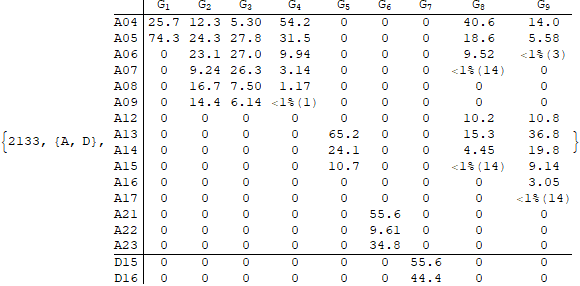 G₁ G₂ G₃ G₄ G₅ G₆ G₇ G₈ G₉
A04 25.7 12.3 5.30 54.2 0 0 0 40.6 14.0
A05 74.3 24.3 27.8 31.5 0 0 0 18.6 5.58
A06 0 23.1 27.0 9.94 0 0 0 9.52 <1%(3)
A07 0 9.24 26.3 3.14 0 0 0 <1%(14) 0
A08 0 16.7 7.50 1.17 0 0 0 0 0
A09 0 14.4 6.14 <1%(1) 0 0 0 0 0
A12 0 0 0 0 0 0 0 10.2 10.8
{2133, {A, D}, A13 0 0 0 0 65.2 0 0 15.3 36.8 }
A14 0 0 0 0 24.1 0 0 4.45 19.8
A15 0 0 0 0 10.7 0 0 <1%(14) 9.14
A16 0 0 0 0 0 0 0 0 3.05
A17 0 0 0 0 0 0 0 0 <1%(14)
A21 0 0 0 0 0 55.6 0 0 0
A22 0 0 0 0 0 9.61 0 0 0
A23 0 0 0 0 0 34.8 0 0 0
D15 0 0 0 0 0 0 55.6 0 0
D16 0 0 0 0 0 0 44.4 0 0